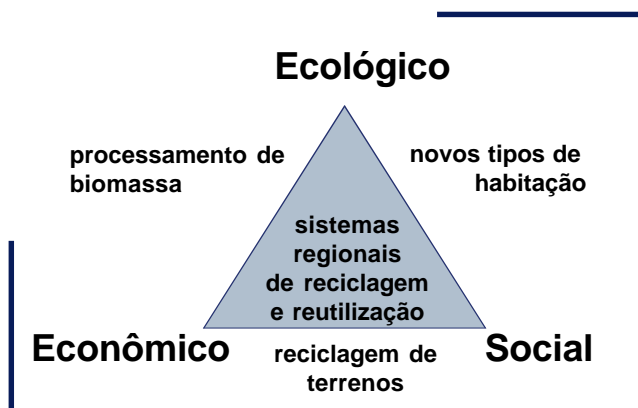 Ecológico
processamento de
biomassa
novos tipos de
habitação
sistemas
regionais
de reciclagem
e reutilização
Econômico
reciclagem de
terrenos
Social